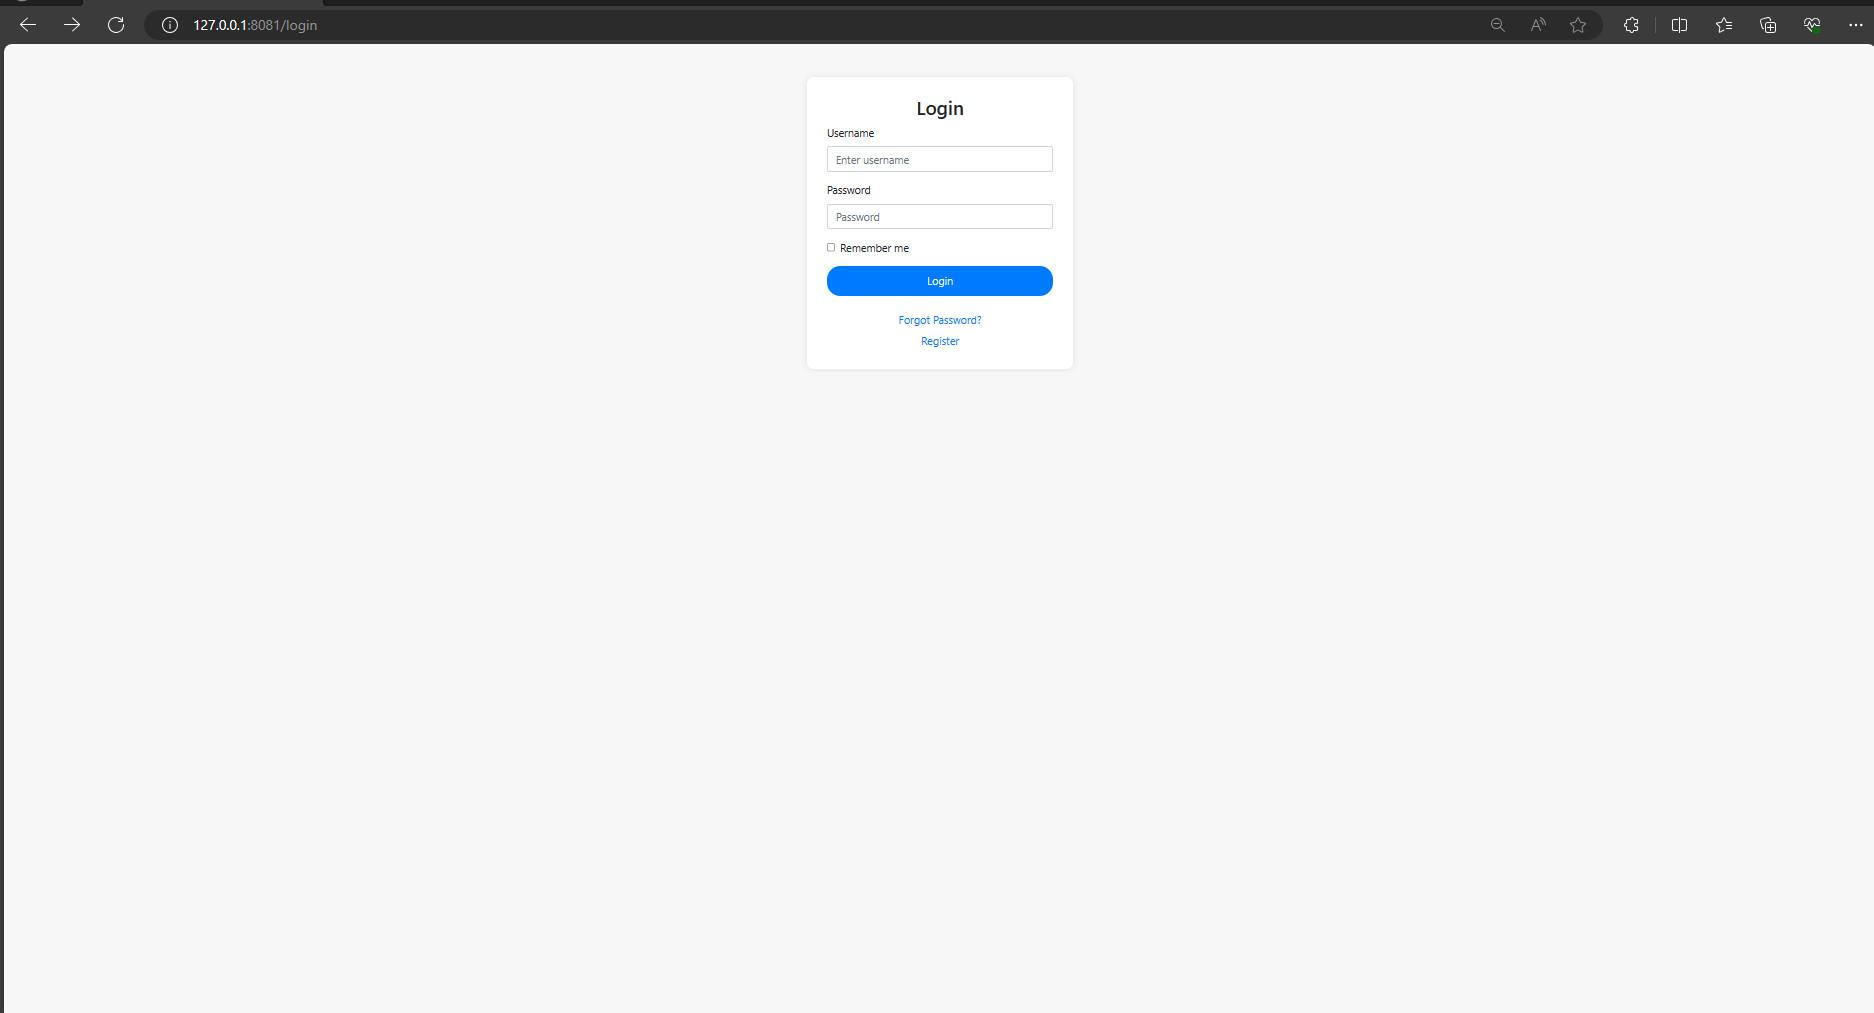 127.0.0.1:8081/login
Login
Username
Enter username
Password
Password
Remember me
Login
Forgot Password?
Register